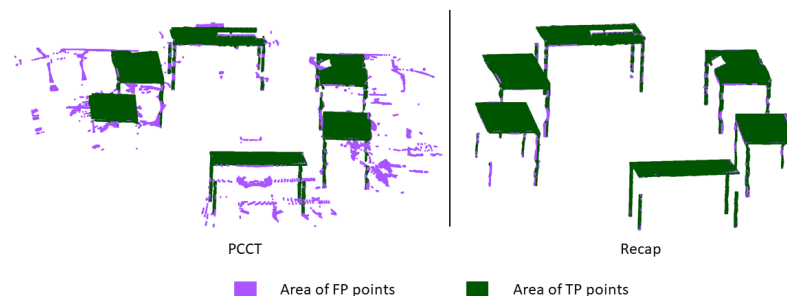 PCCT
Recap
Area of FP points
Area of TP points